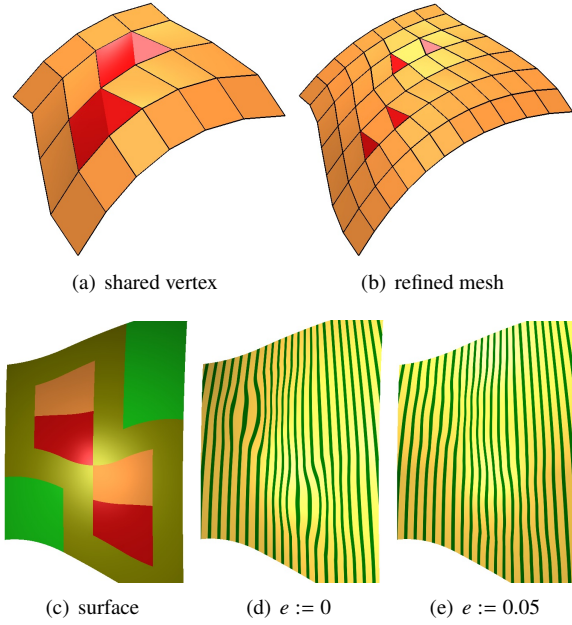 (a) shared vertex
(b) refined mesh
(c) surface
(d) e := 0
(e) e := 0.05